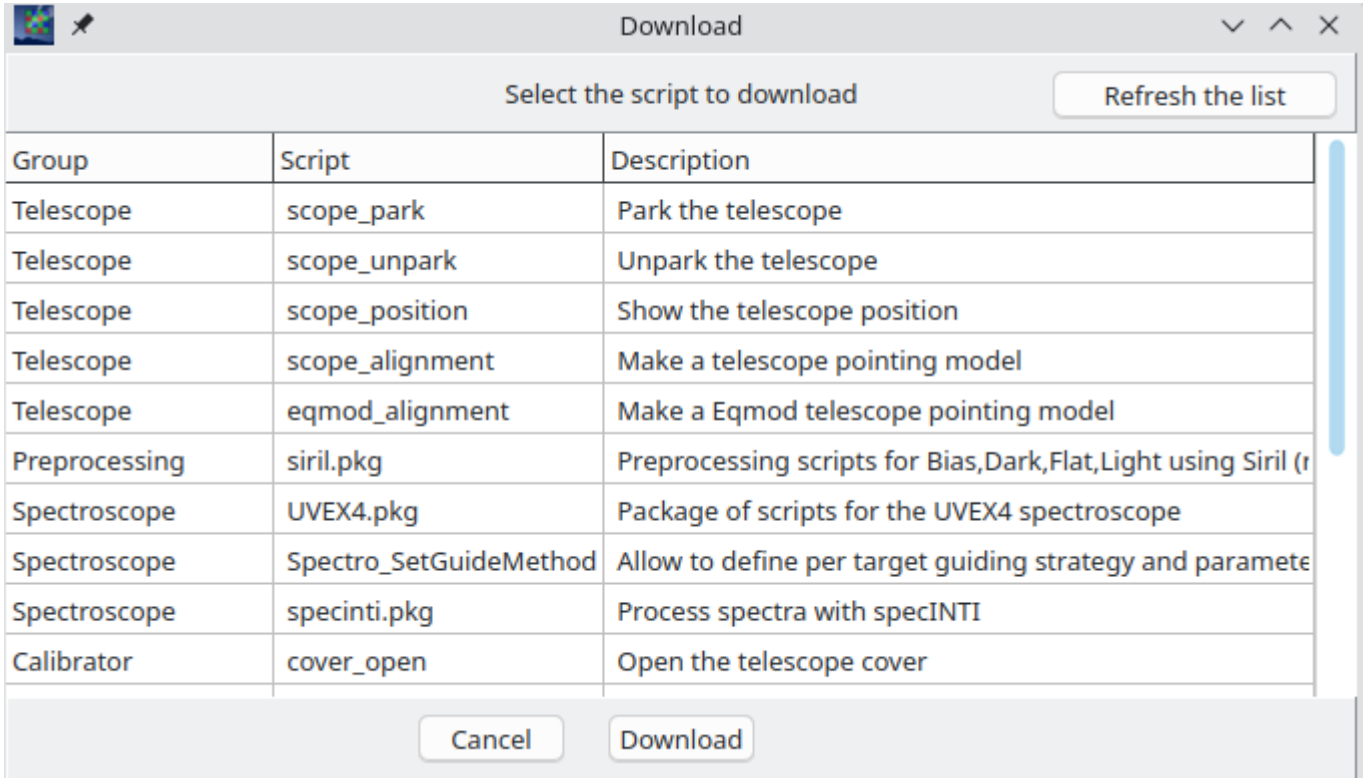 Download
Select the script to download Refresh the list
Group Script Description
Telescope scope_park Park the telescope
Telescope scope_unpark Unpark the telescope
Telescope scope_position Show the telescope position
Telescope scope_alignment Make a telescope pointing model
Telescope eqmod_alignment Make a Eqmod telescope pointing model
Preprocessing siril.pkg Preprocessing scripts for Bias,Dark,Flat,Light using Siril (
Spectroscope UVEX4.pkg Package of scripts for the UVEX4 spectroscope
Spectroscope Spectro_SetGuideMethod Allow to define per target guiding strategy and paramete
Spectroscope specinti.pkg Process spectra with specINTI
Calibrator cover_open Open the telescope cover
Cancel Download